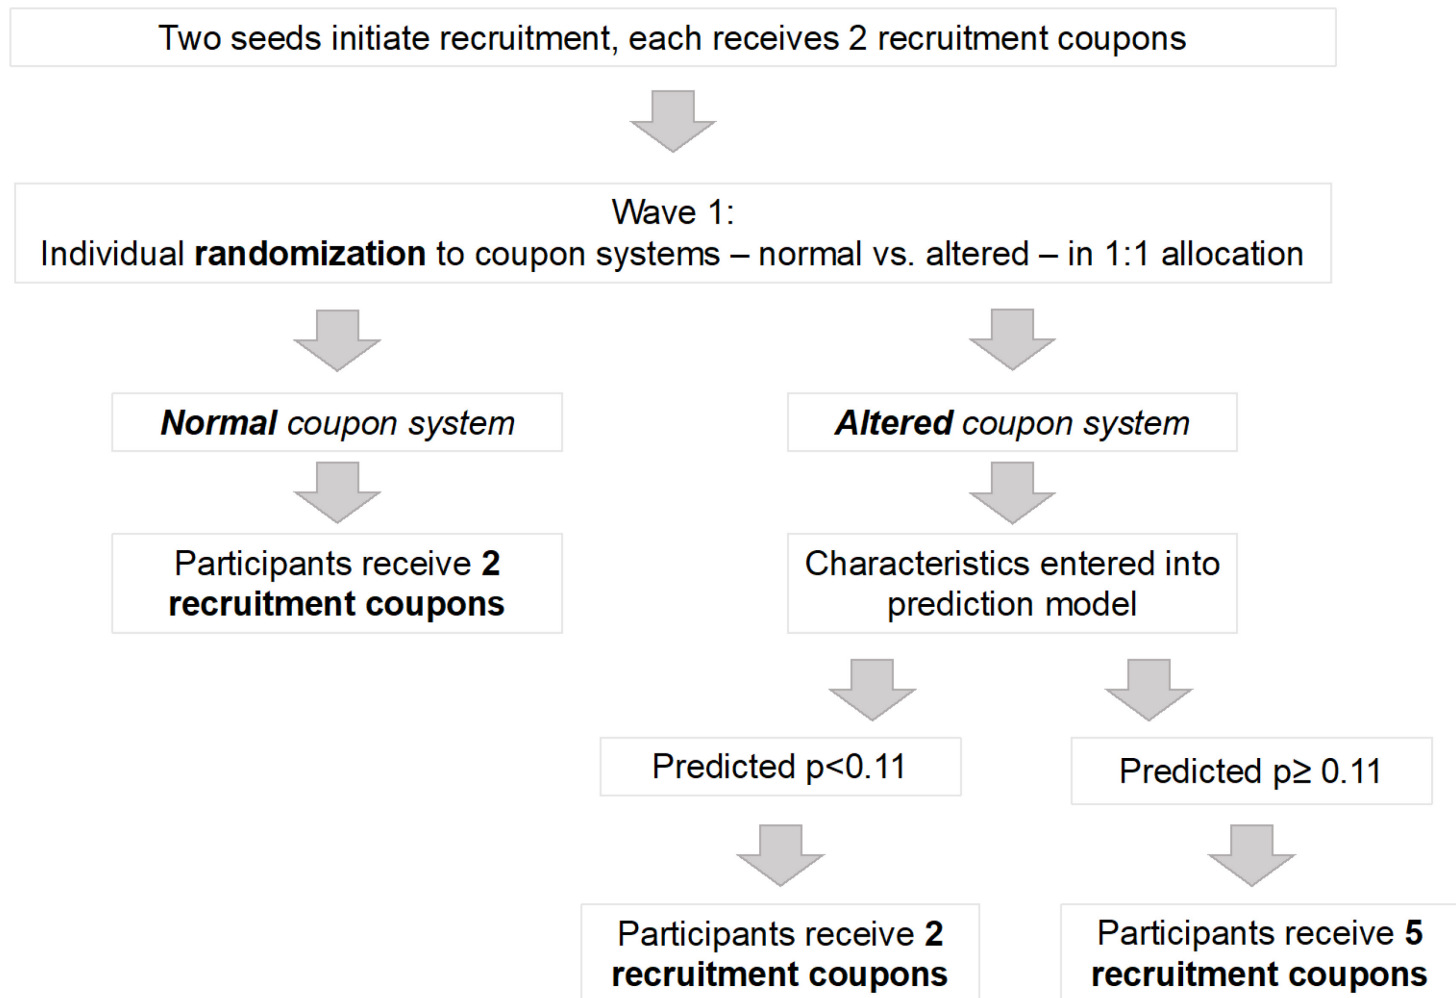 Two seeds initiate recruitment, each receives 2 recruitment coupons
Wave 1:
Individual randomization to coupon systems – normal vs. altered – in 1:1 allocation
Normal coupon system
Altered coupon system
Participants receive 2
recruitment coupons
Characteristics entered into
prediction model
Predicted p<0.11
Predicted p≥ 0.11
Participants receive 2
recruitment coupons
Participants receive 5
recruitment coupons